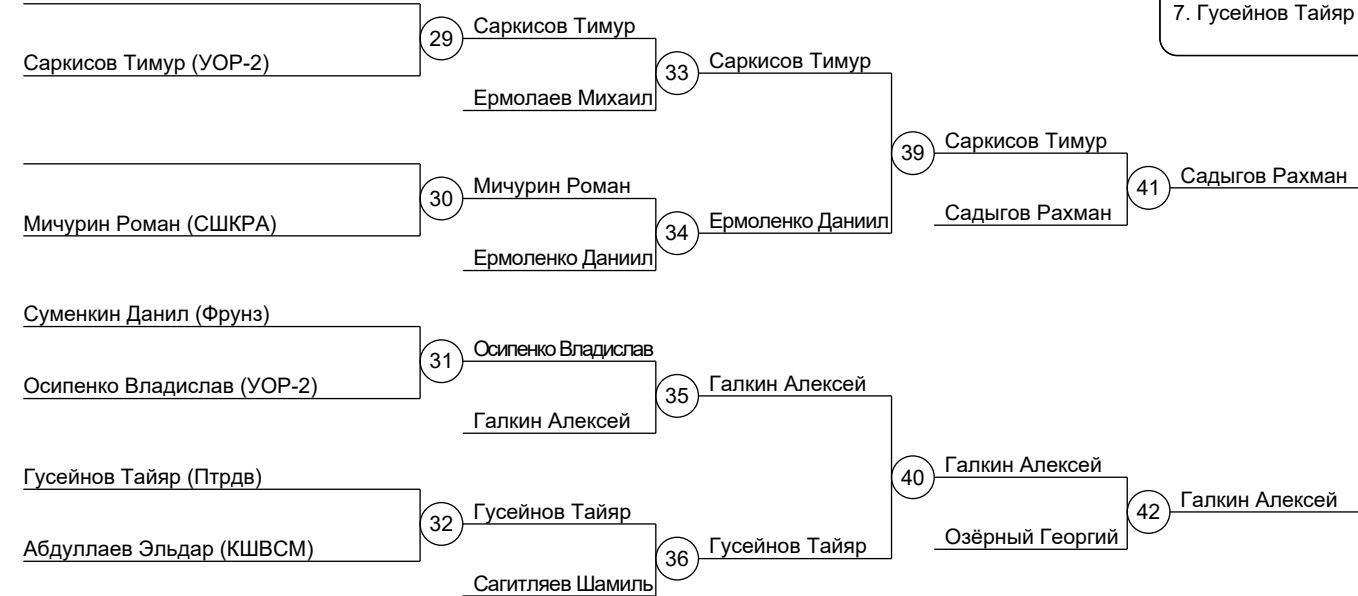 7. Гусейнов Тайяр
29
Саркисов Тимур
Саркисов Тимур (УОР-2)
33
Саркисов Тимур
Ермолаев Михаил
39
Саркисов Тимур
30
Мичурин Роман
41
Садыгов Рахман
Мичурин Роман (СШКРА)
34
Ермоленко Даниил
Садыгов Рахман
Ермоленко Даниил
Суменкин Данил (Фрунз)
31
Осипенко Владислав
Осипенко Владислав (УОР-2)
35
Галкин Алексей
Галкин Алексей
Гусейнов Тайяр (Птрдв)
40
Галкин Алексей
32
Гусейнов Тайяр
42
Галкин Алексей
Абдуллаев Эльдар (КШВСМ)
36
Гусейнов Тайяр
Озёрный Георгий
Сагитляев Шамиль